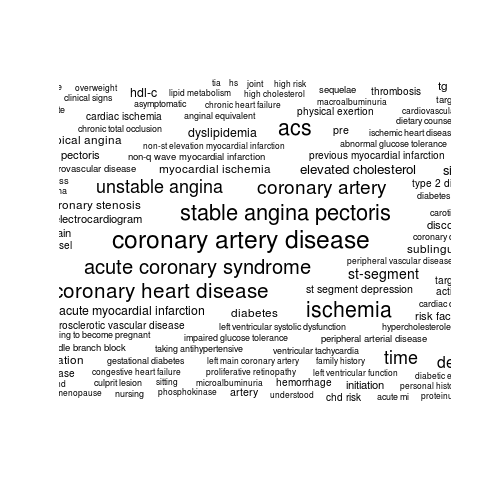 overweight tia hs joint high risk tg
clinical signs hdl-c lipid metabolism high cholesterol sequelae thrombosis
asymptomatic chronic heart failure macroalbuminuria targ
cardiac ischemia anginal equivalent physical exertion cardiovascul
chronic total occlusion dyslipidemia acs pre dietary counse
ischemic heart diseas
pical angina non-st elevation myocardial infarction abnormal glucose tolerance
pectoris non-q wave myocardial infarction previous myocardial infarction
rovascular disease myocardial ischemia elevated cholesterol si
ss unstable angina coronary artery type 2 di
na diabetes
ronary stenosis stable angina pectoris caroti
lectrocardiogram disco
ain coronary artery disease coronary
sel sublingu
acute coronary syndrome peripheral vascular disease
st-segment targ
coronary heart disease st segment depression acti
acute myocardial infarction diabetes ischemia cardiac
risk fac
rosclerotic vascular disease left ventricular systolic dysfunction hypercholesterole
ing to become pregnant impaired glucose tolerance peripheral arterial disease
dle branch block taking antihypertensive ventricular tachycardia time de
ation gestational diabetes left main coronary artery family history
ase congestive heart failure proliferative retinopathy left ventricular function diabetic e
culprit lesion sitting microalbuminuria hemorrhage initiation personal histo
menopause nursing phosphokinase artery understood chd risk acute mi proteinu